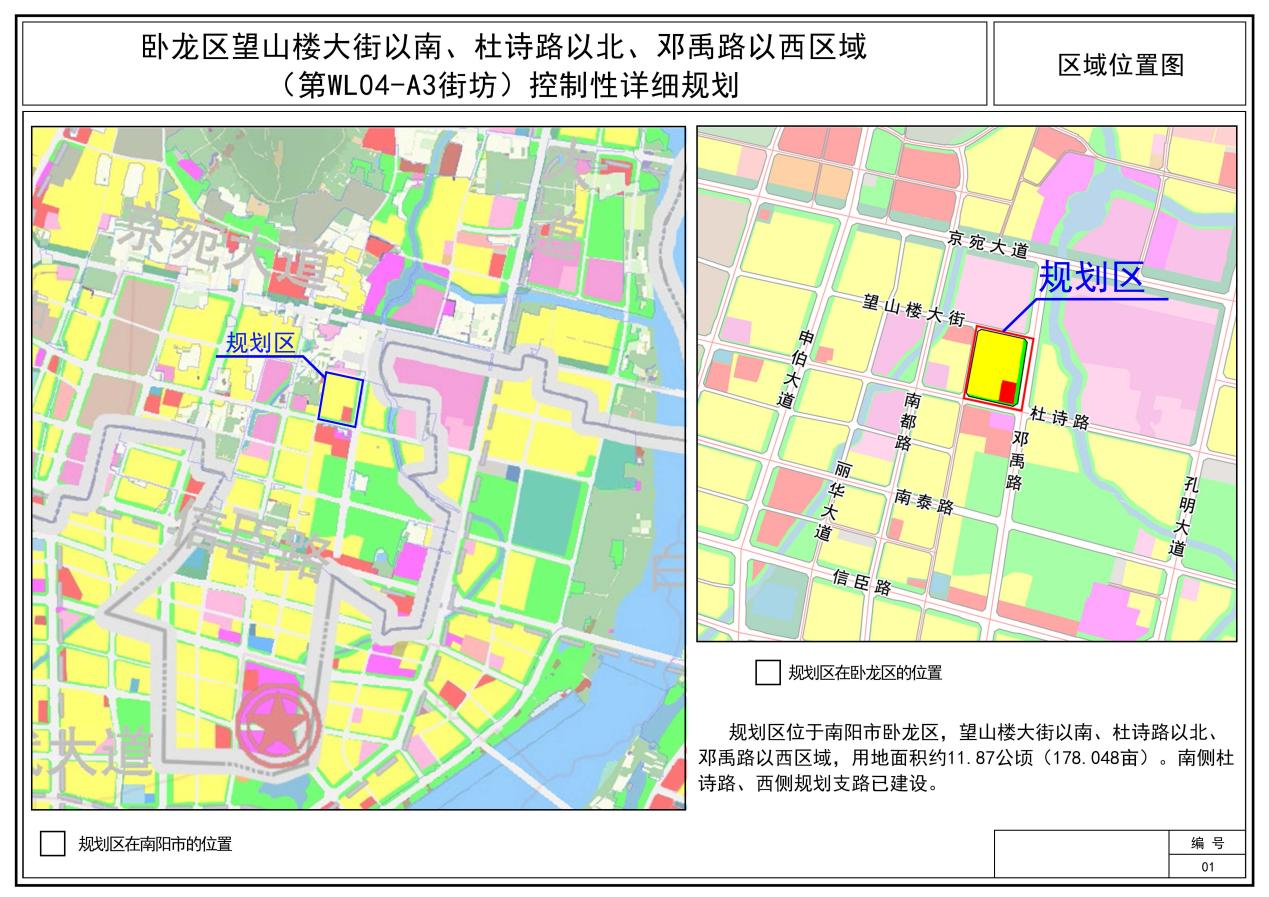 卧龙区望山楼大街以南、杜诗路以北、邓禹路以西区域
（第WL04-A3街坊）控制性详细规划
区域位置图
京宛大道
规划区
信臣路
大道
规划区在南阳市的位置
京宛大道
规划区
望山楼大街
申伯大道
南都路
杜诗路
邓禹路
丽华大道
南泰路
孔明大道
信臣路
规划区在卧龙区的位置
规划区位于南阳市卧龙区，望山楼大街以南、杜诗路以北、
邓禹路以西区域，用地面积约11.87公顷（178.048亩）。南侧杜
诗路、西侧规划支路已建设。
编 号
01